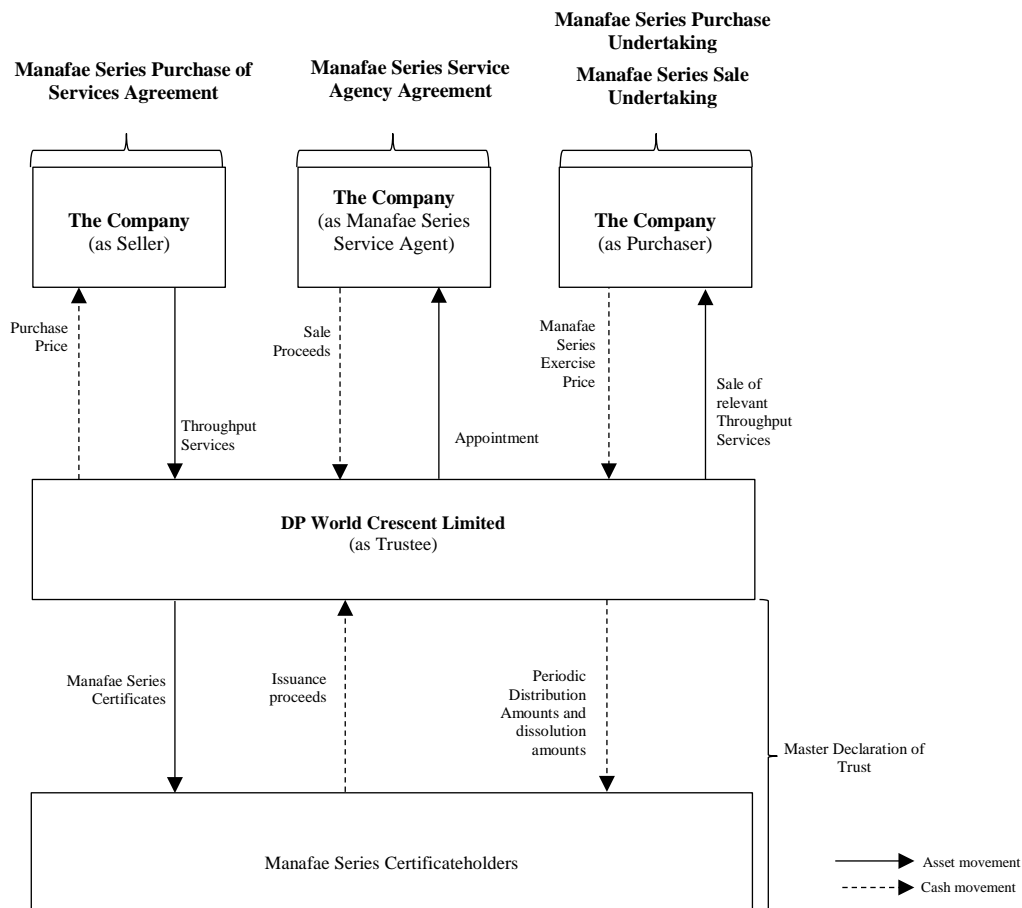 Manafae Series Purchase
Undertaking
Manafae Series Purchase of
Services Agreement
Manafae Series Service
Agency Agreement
Manafae Series Sale
Undertaking
The Company
(as Seller)
The Company
(as Manafae Series
Service Agent)
The Company
(as Purchaser)
Purchase
Price
Throughput
Services
Sale
Proceeds
Appointment
Manafae
Series
Exercise
Price
Sale of
relevant
Throughput
Services
DP World Crescent Limited
(as Trustee)
Manafae Series
Certificates
Issuance
proceeds
Periodic
Distribution
Amounts and
dissolution
amounts
Master Declaration of
Trust
Manafae Series Certificateholders
Asset movement
Cash movement